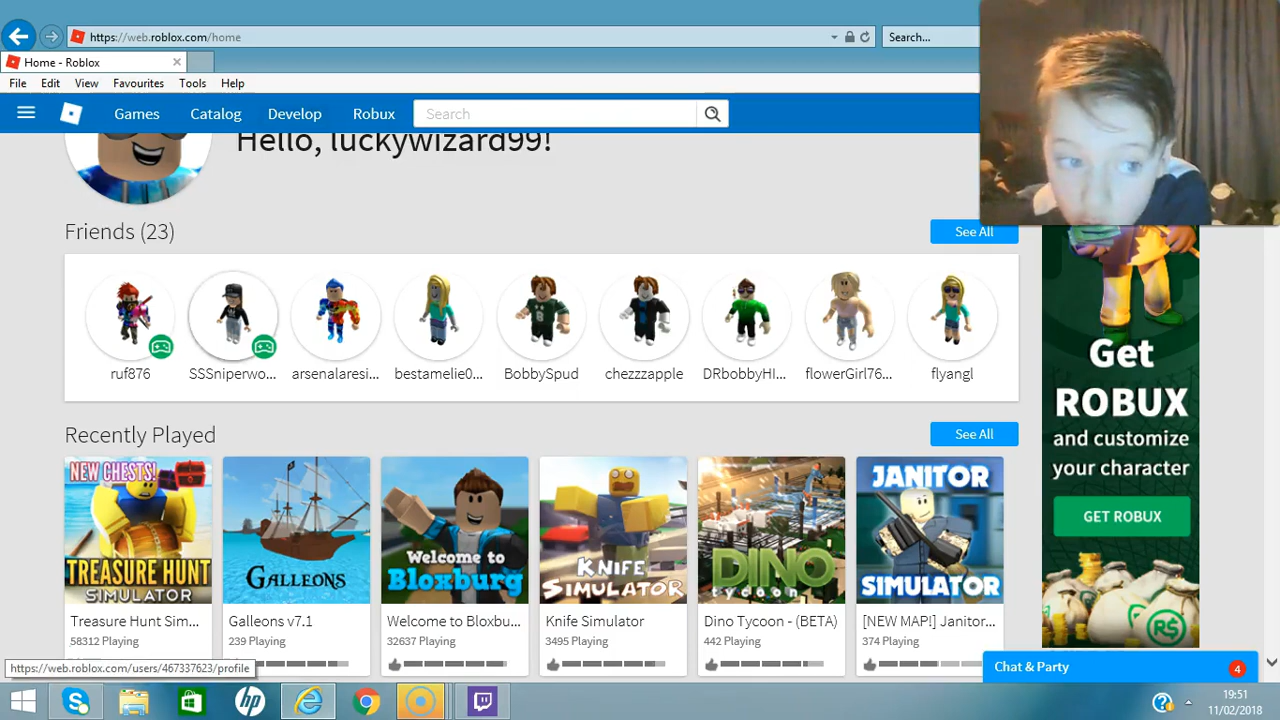 https://web.roblox.com/home
Search...
Home - Roblox
File Edit View Favourites Tools Help
Games Catalog Develop Robux Search
Hello, luckywizard99!
Friends (23)
See All
ruf876 SSSniperwo... arsenalaresi... bestamelie0... BobbySpud chezzzapple DRbobbyHI... flowerGirl76... flyangl
Recently Played
See All
NEW CHESTS!
TREASURE HUNT
SIMULATOR
GALLEONS
Welcome to
Bloxburg
KNIFE
SIMULATOR
DINO
tycoon
JANITOR
SIMULATOR
Treasure Hunt Sim... Galleons v7.1 Welcome to Bloxbu... Knife Simulator Dino Tycoon - (BETA) [NEW MAP!] Janitor...
58312 Playing 239 Playing 32637 Playing 3495 Playing 442 Playing 374 Playing
Get
ROBUX
and customize
your character
GET ROBUX
R$
https://web.roblox.com/users/467337623/profile
Chat & Party 4
hp
19:51
11/02/2018